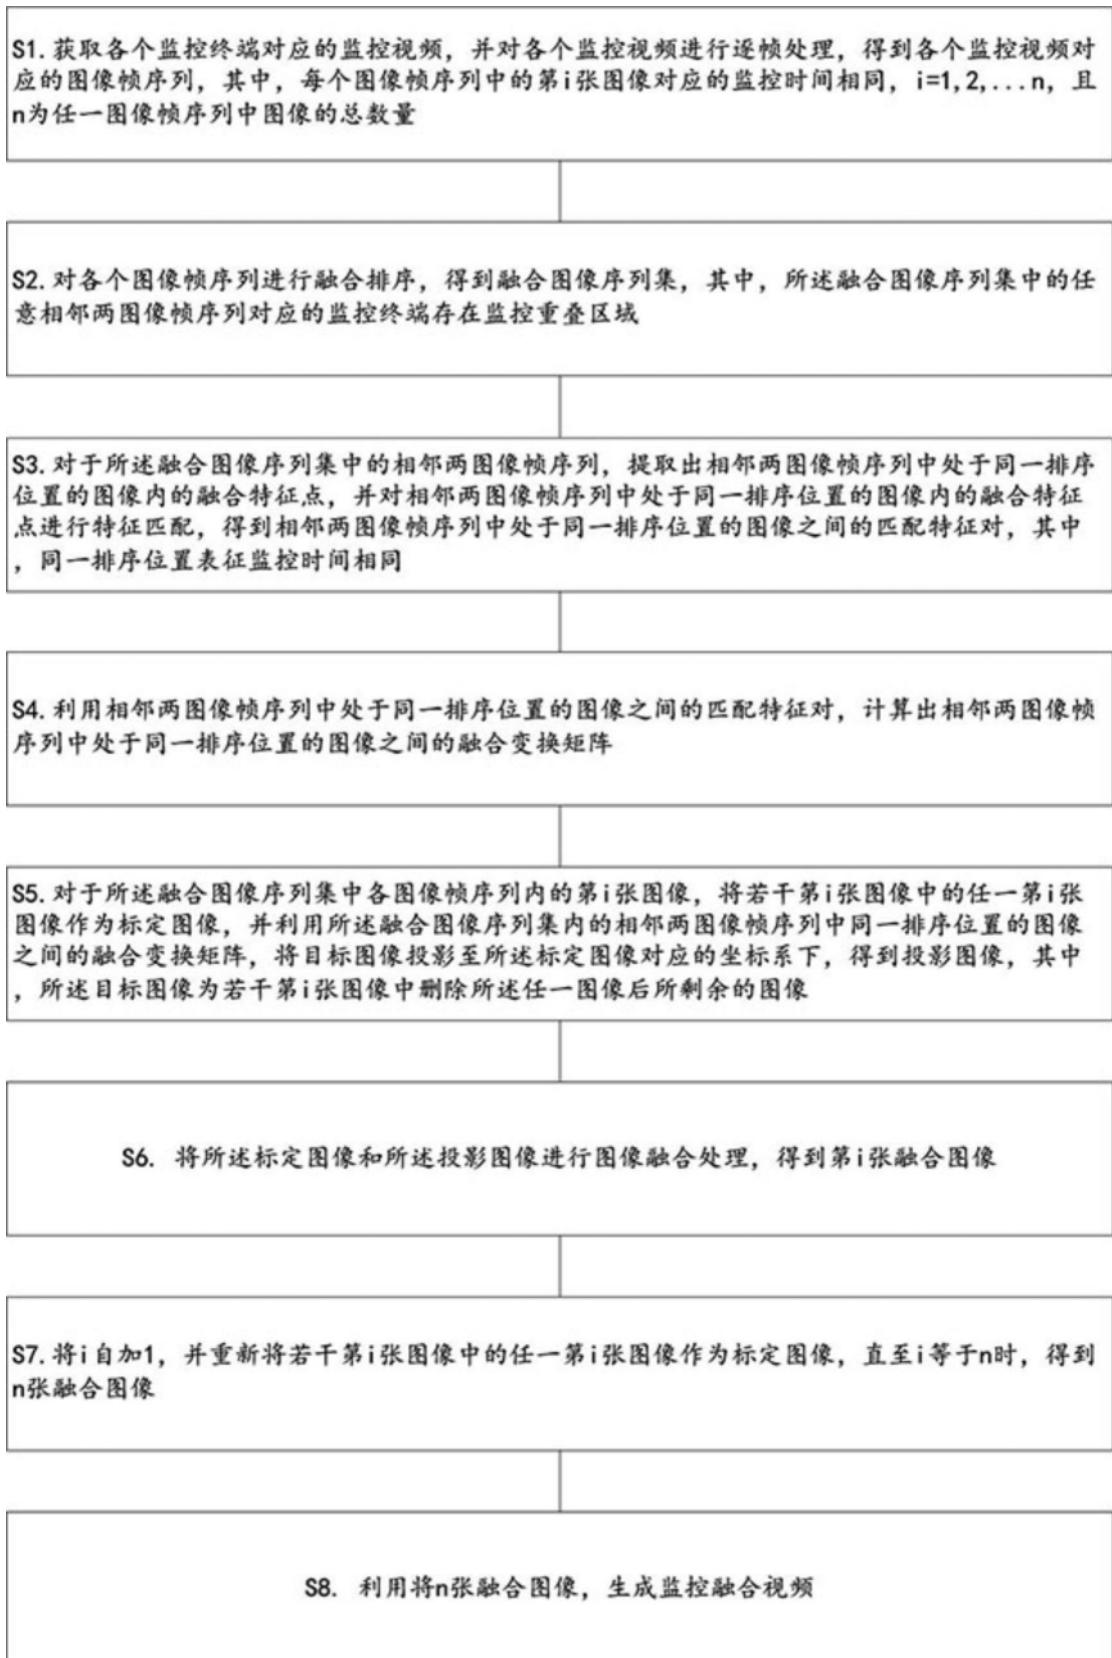 S1.获取各个监控终端对应的监控视频，并对各个监控视频进行逐帧处理，得到各个监控视频对
应的图像帧序列，其中，每个图像帧序列中的第i张图像对应的监控时间相同，i=1,2,...n，且
n为任一图像帧序列中图像的总数量
S2.对各个图像帧序列进行融合排序，得到融合图像序列集，其中，所述融合图像序列集中的任
意相邻两图像帧序列对应的监控终端存在监控重叠区域
S3.对于所述融合图像序列集中的相邻两图像帧序列，提取出相邻两图像帧序列中处于同一排序
位置的图像内的融合特征点，并对相邻两图像帧序列中处于同一排序位置的图像内的融合特征
点进行特征匹配，得到相邻两图像帧序列中处于同一排序位置的图像之间的匹配特征对，其中
，同一排序位置表征监控时间相同
S4.利用相邻两图像帧序列中处于同一排序位置的图像之间的匹配特征对，计算出相邻两图像帧
序列中处于同一排序位置的图像之间的融合变换矩阵
S5.对于所述融合图像序列集中各图像帧序列内的第i张图像，将若干第i张图像中的任一第i张
图像作为标定图像，并利用所述融合图像序列集内的相邻两图像帧序列中同一排序位置的图像
之间的融合变换矩阵，将目标图像投影至所述标定图像对应的坐标系下，得到投影图像，其中
，所述目标图像为若干第i张图像中删除所述任一图像后所剩余的图像
S6. 将所述标定图像和所述投影图像进行图像融合处理，得到第i张融合图像
S7.将i自加1，并重新将若干第i张图像中的任一第i张图像作为标定图像，直至i等于n时，得到
n张融合图像
S8. 利用将n张融合图像，生成监控融合视频